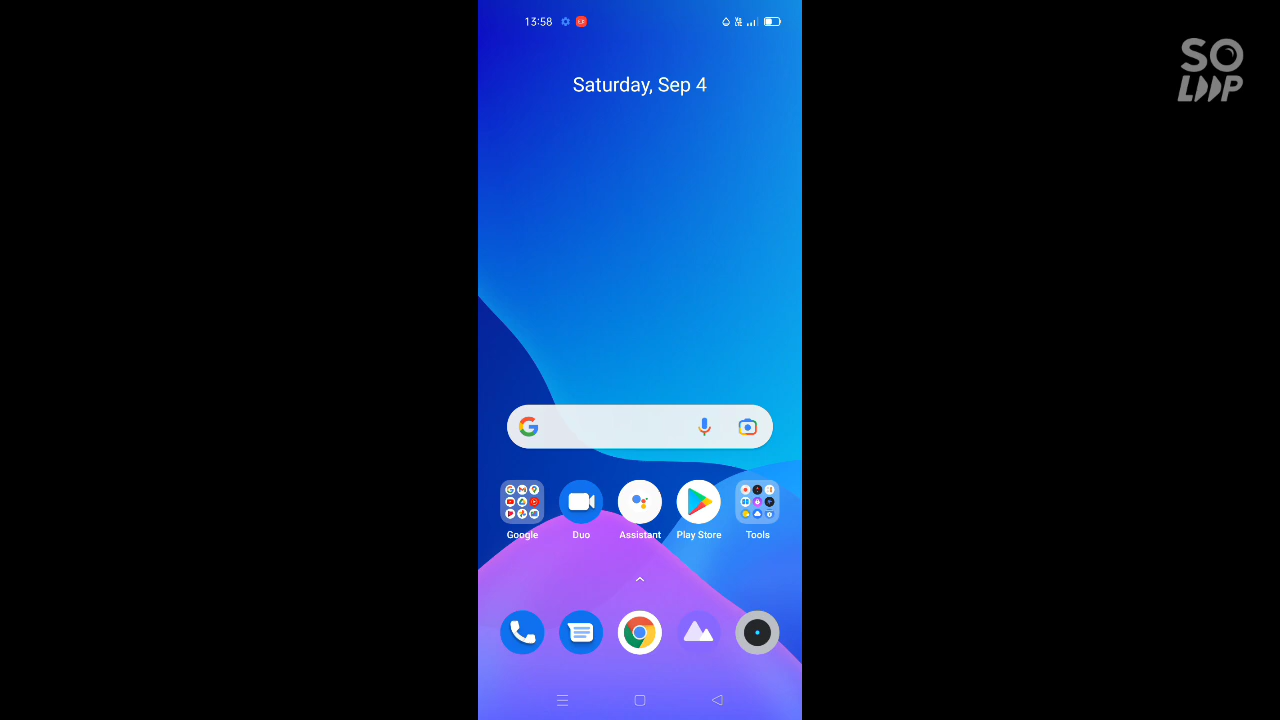 13:58
SO
LOOP
Saturday, Sep 4
Google
Duo
Assistant
Play Store
Tools